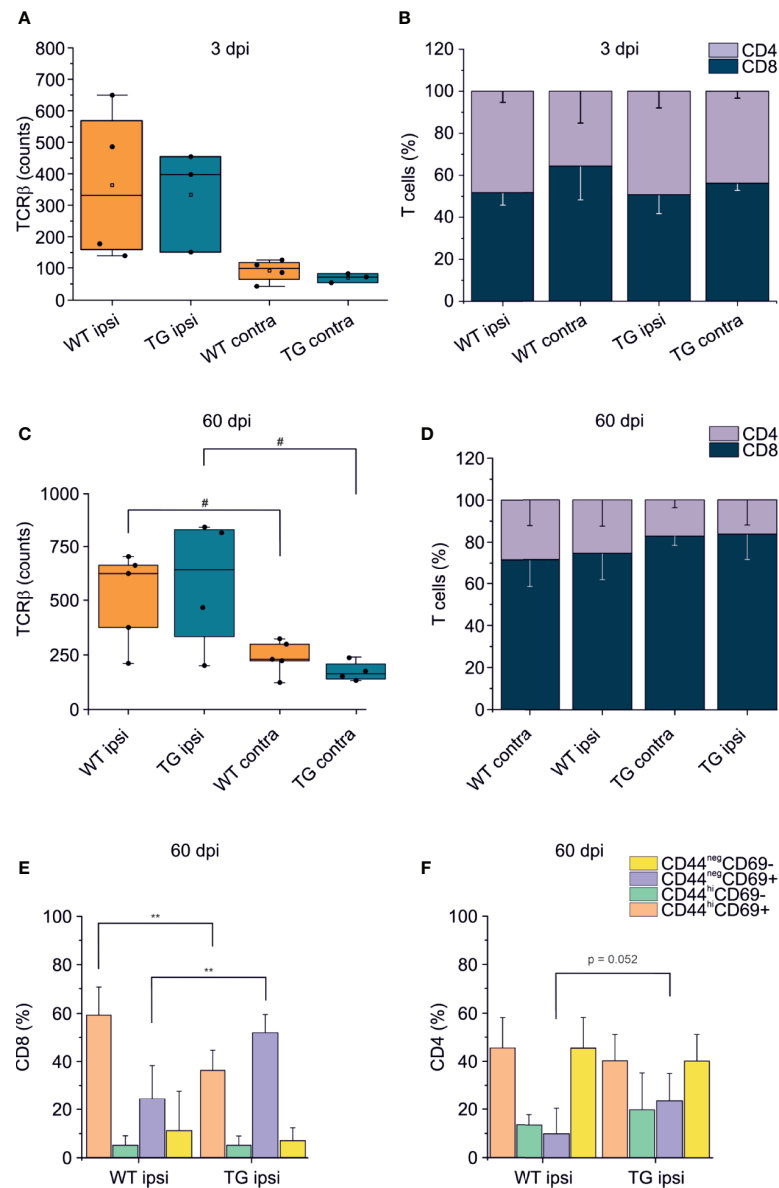 A
3 dpi
TCRβ (counts)
800
700
600
500
400
300
200
100
0
WT ipsi
TG ipsi
WT contra
TG contra
B
3 dpi
CD4
CD8
T cells (%)
120
100
80
60
40
20
0
WT ipsi
WT contra
TG ipsi
TG contra
C
60 dpi
#
#
TCRβ (counts)
1000
750
500
250
0
WT ipsi
TG ipsi
WT contra
TG contra
D
60 dpi
CD4
CD8
T cells (%)
120
100
80
60
40
20
0
WT contra
WT ipsi
TG contra
TG ipsi
E
60 dpi
**
**
CD8 (%)
100
80
60
40
20
0
WT ipsi
TG ipsi
F
60 dpi
CD44negCD69-
CD44negCD69+
CD44hiCD69-
CD44hiCD69+
p = 0.052
CD4 (%)
100
80
60
40
20
0
WT ipsi
TG ipsi